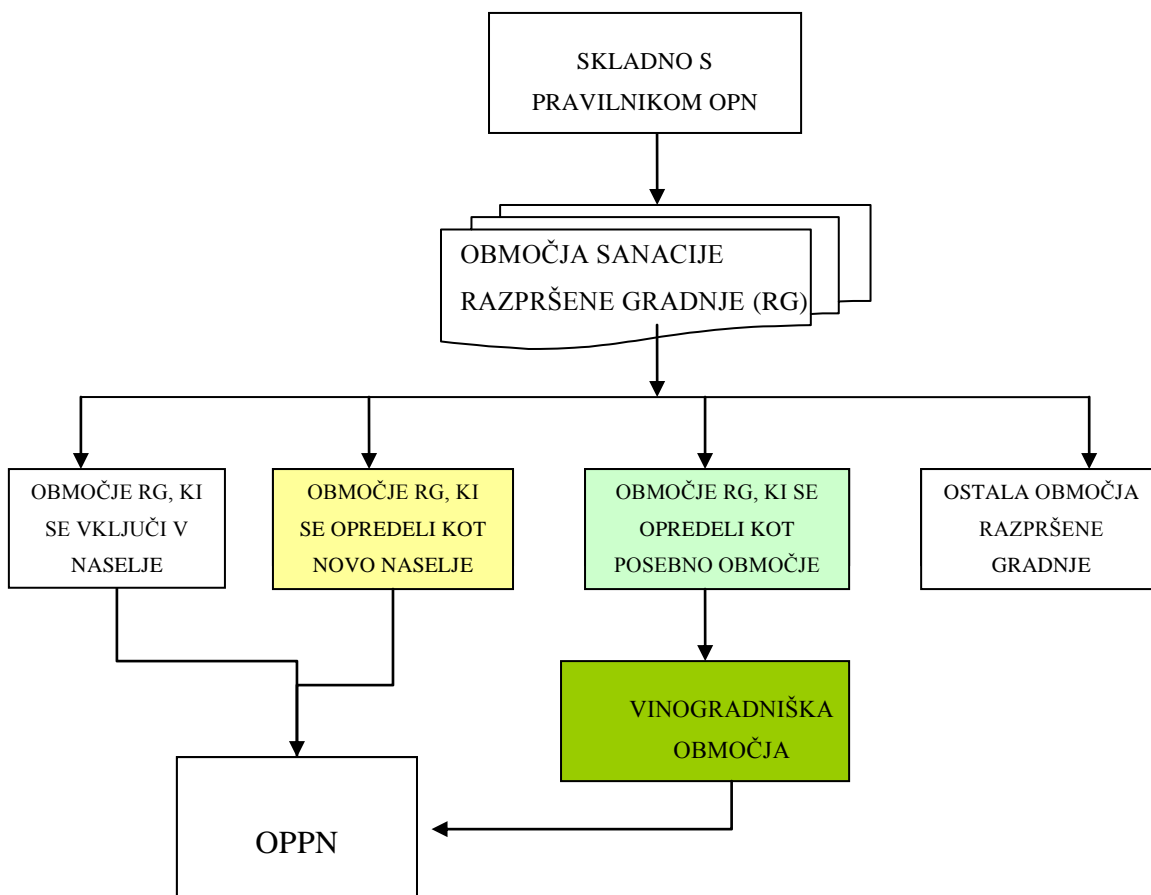 SKLADNO S
PRAVILNIKOM OPN
OBMOČJA SANACIJE
RAZPRŠENE GRADNJE (RG)
OBMOČJE RG, KI
SE VKLJUČI V
NASELJE
OBMOČJE RG, KI
SE OPREDELI KOT
NOVO NASELJE
OBMOČJE RG, KI SE
OPREDELI KOT
POSEBNO OBMOČJE
OSTALA OBMOČJA
RAZPRŠENE
GRADNJE
VINOGRADNIŠKA
OBMOČJA
OPPN